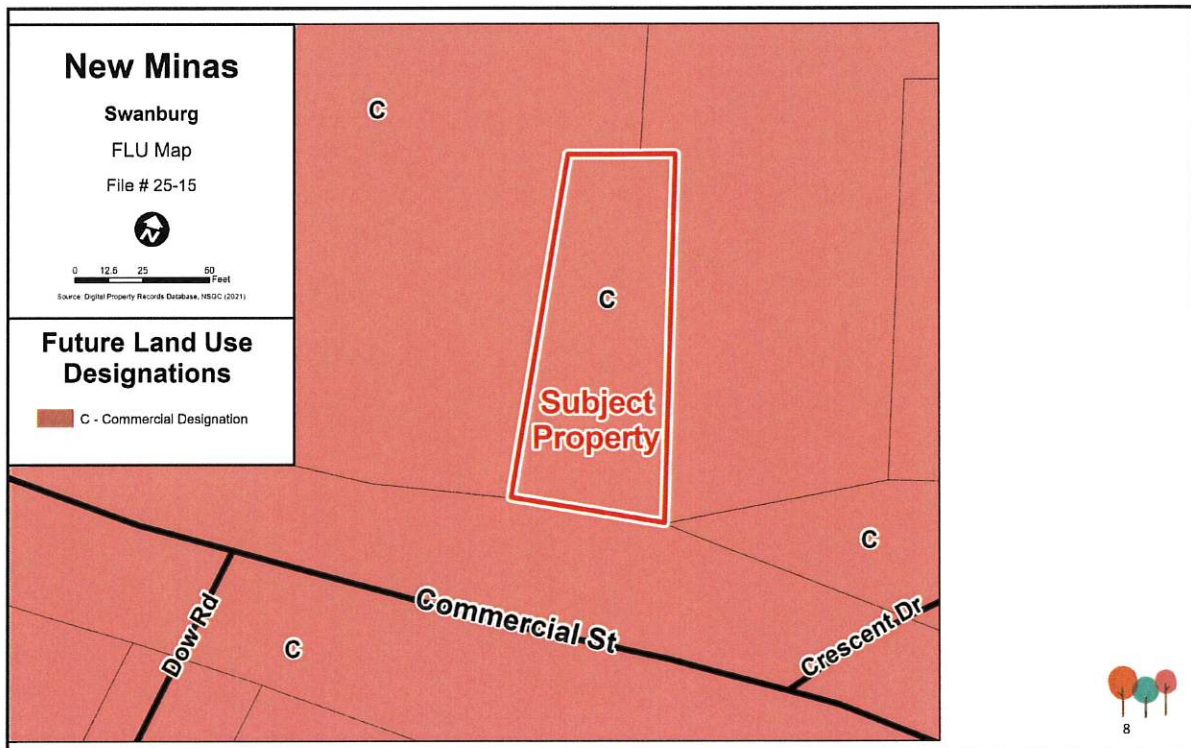 New Minas
Swanburg
FLU Map
File # 25-15
N
0 12.5 25 50
Feet
Source: Digital Property Records Database, NSGC (2021)
Future Land Use
Designations
C - Commercial Designation
C
C
Subject
Property
C
Commercial St
Dow Rd
C
Crescent Dr
8